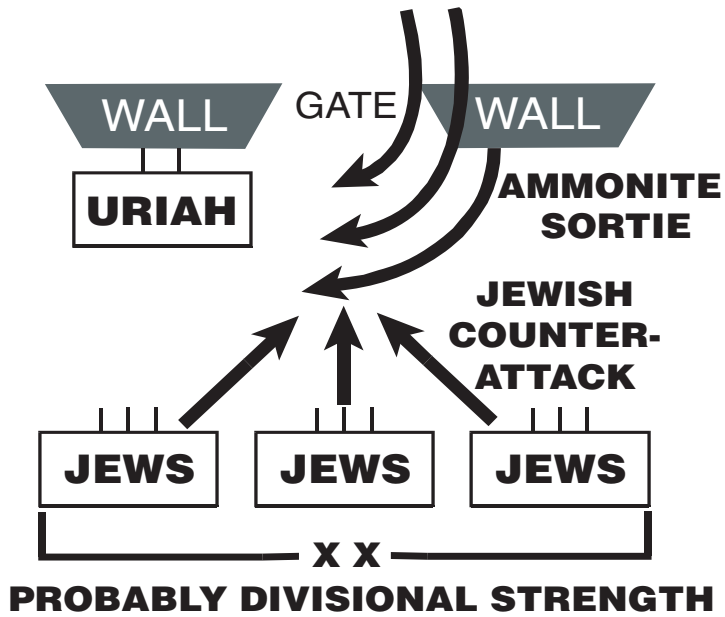 WALL
GATE
WALL
URIAH
AMMONITE
SORTIE
JEWISH
COUNTER-
ATTACK
JEWS
JEWS
JEWS
X X
PROBABLY DIVISIONAL STRENGTH